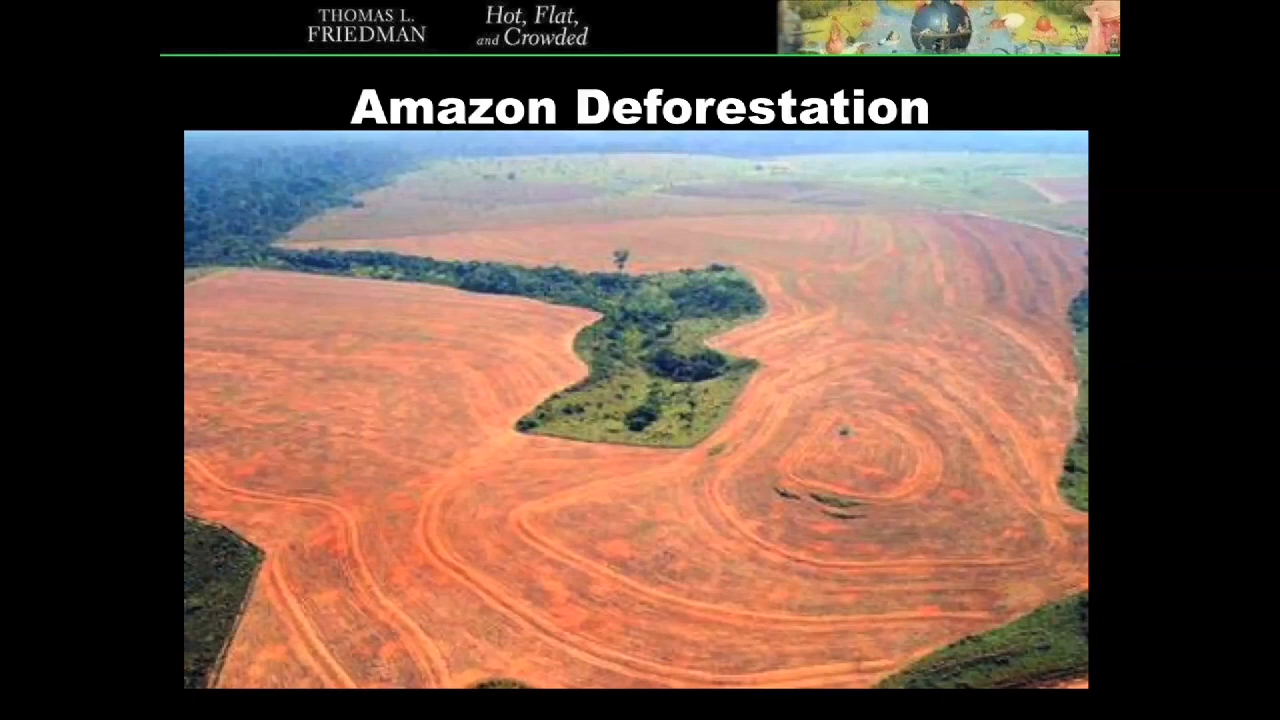 THOMAS L.
FRIEDMAN
Hot, Flat,
and Crowded
Amazon Deforestation